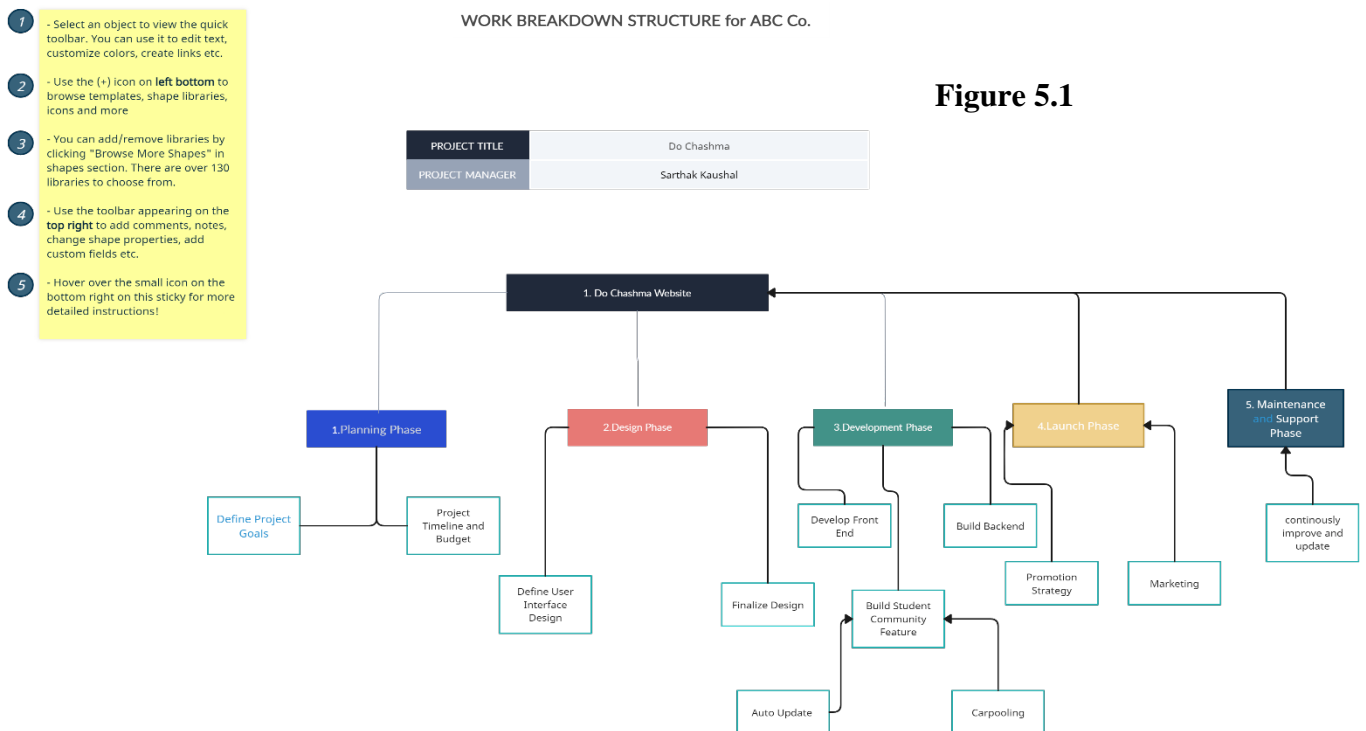 WORK BREAKDOWN STRUCTURE for ABC Co.
1
- Select an object to view the quick
toolbar. You can use it to edit text,
customize colors, create links etc.
2
- Use the (+) icon on left bottom to
browse templates, shape libraries,
icons and more
3
- You can add/remove libraries by
clicking "Browse More Shapes" in
shapes section. There are over 130
libraries to choose from.
4
- Use the toolbar appearing on the
top right to add comments, notes,
change shape properties, add
custom fields etc.
5
- Hover over the small icon on the
bottom right on this sticky for more
detailed instructions!
Figure 5.1
PROJECT TITLE
Do Chashma
PROJECT MANAGER
Sarthak Kaushal
1. Do Chashma Website
1.Planning Phase
2.Design Phase
3.Development Phase
4.Launch Phase
5. Maintenance
and Support
Phase
Define Project
Goals
Project
Timeline and
Budget
Define User
Interface
Design
Finalize Design
Develop Front
End
Build Backend
Build Student
Community
Feature
Auto Update
Carpooling
Promotion
Strategy
Marketing
continously
improve and
update